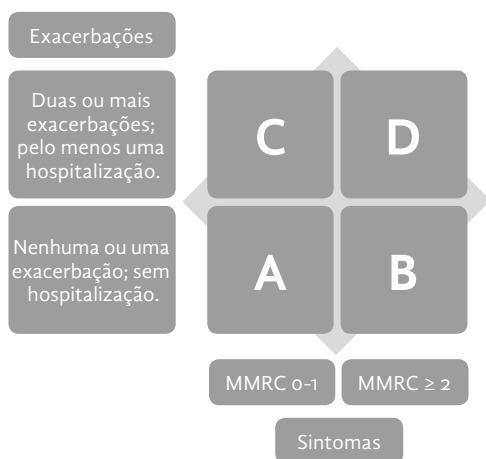 Exacerbações
Duas ou mais
exacerbações;
pelo menos uma
hospitalização.
C
D
Nenhuma ou uma
exacerbação; sem
hospitalização.
A
B
MMRC 0-1
MMRC ≥ 2
Sintomas